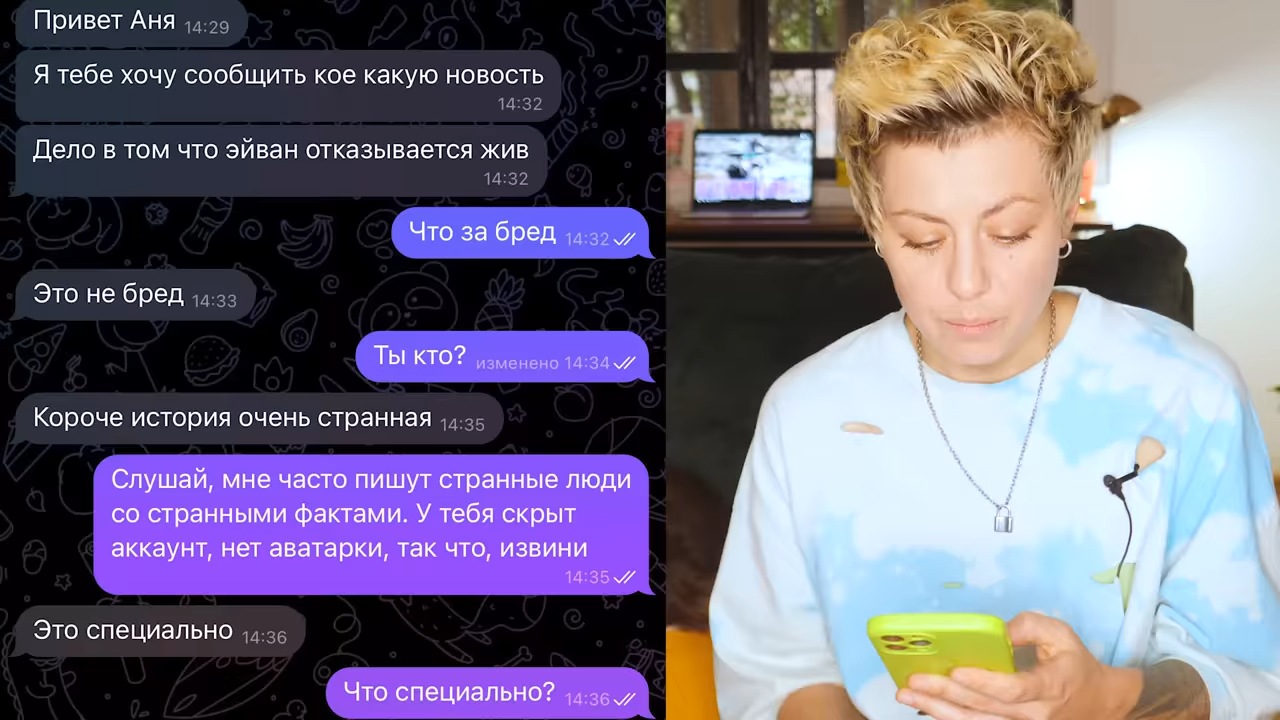 Привет Аня 14:29
Я тебе хочу сообщить кое какую новость
14:32
Дело в том что эйван отказывается жив
14:32
Что за бред 14:32
Это не бред 14:33
Ты кто? изменено 14:34
Короче история очень странная 14:35
Слушай, мне часто пишут странные люди
со странными фактами. У тебя скрыт
аккаунт, нет аватарки, так что, извини
14:35
Это специально 14:36
Что специально? 14:36